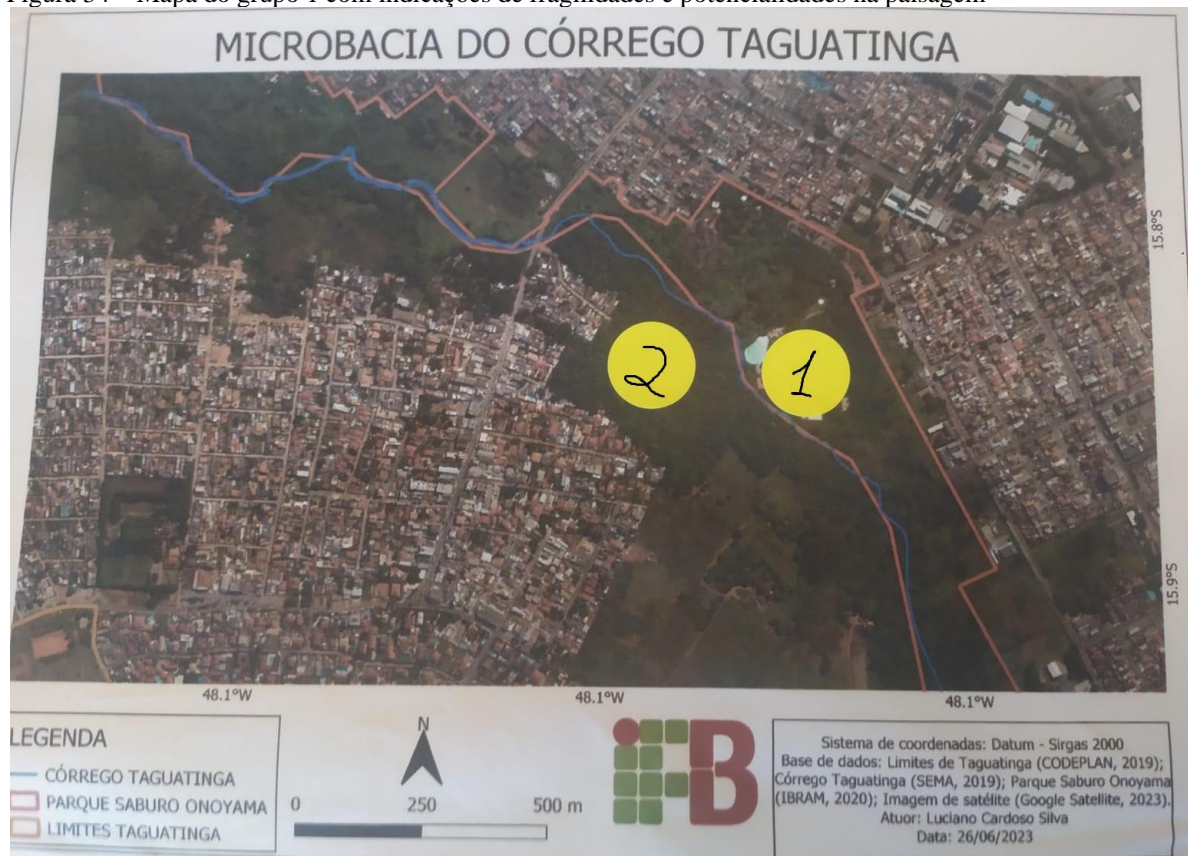 Figura 34 – Mapa do grupo 1 com indicações de fragilidades e potencialidades na paisagem
MICROBACIA DO CÓRREGO TAGUATINGA
15.8°S
2
1
15.9°S
48.1°W
48.1°W
48.1°W
LEGENDA
CÓRREGO TAGUATINGA
PARQUE SABURO ONOYAMA
LIMITES TAGUATINGA
N
0 250 500 m
IFB
Sistema de coordenadas: Datum - Sirgas 2000
Base de dados: Limites de Taguatinga (CODEPLAN, 2019);
Córrego Taguatinga (SEMA, 2019); Parque Saburo Onoyama
(IBRAM, 2020); Imagem de satélite (Google Satellite, 2023).
Atuor: Luciano Cardoso Silva
Data: 26/06/2023